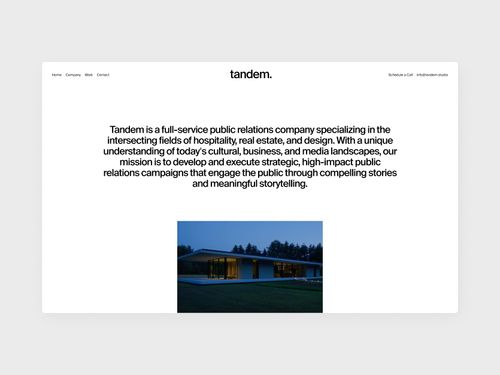 Home Company Work Contact tandem. Schedule a Call info@tandem.studio
Tandem is a full-service public relations company specializing in the
intersecting fields of hospitality, real estate, and design. With a unique
understanding of today's cultural, business, and media landscapes, our
mission is to develop and execute strategic, high-impact public
relations campaigns that engage the public through compelling stories
and meaningful storytelling.